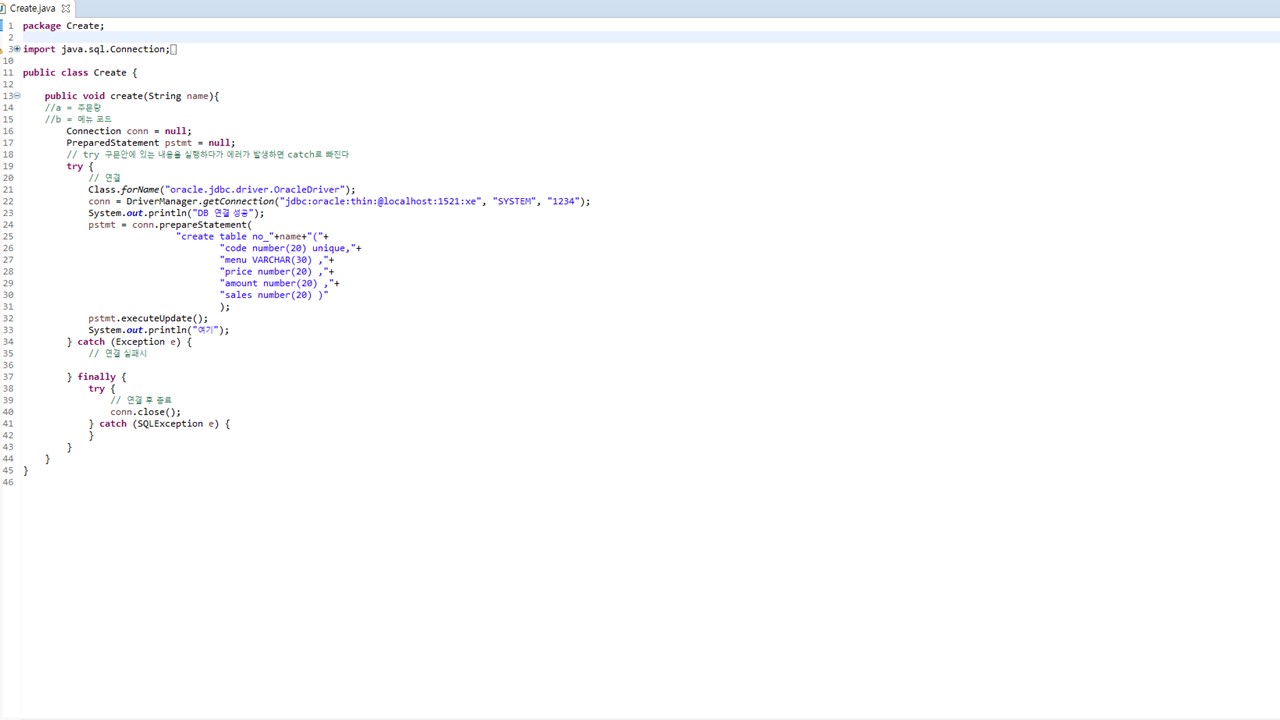 Create.java
1 package Create;
2
3 import java.sql.Connection;
10
11 public class Create {
12
13 public void create(String name){
14 //a = 주문량
15 //b = 메뉴 코드
16 Connection conn = null;
17 PreparedStatement pstmt = null;
18 // try 구문안에 있는 내용을 실행하다가 에러가 발생하면 catch로 빠진다
19 try {
20 // 연결
21 Class.forName("oracle.jdbc.driver.OracleDriver");
22 conn = DriverManager.getConnection("jdbc:oracle:thin:@localhost:1521:xe", "SYSTEM", "1234");
23 System.out.println("DB 연결 성공");
24 pstmt = conn.prepareStatement(
25 "create table no_"+name+"("+
26 "code number(20) unique,"+
27 "menu VARCHAR(30) ,"+
28 "price number(20) ,"+
29 "amount number(20) ,"+
30 "sales number(20) )"
31 );
32 pstmt.executeUpdate();
33 System.out.println("여기");
34 } catch (Exception e) {
35 // 연결 실패시
36
37 } finally {
38 try {
39 // 연결 후 종료
40 conn.close();
41 } catch (SQLException e) {
42 }
43 }
44 }
45 }
46